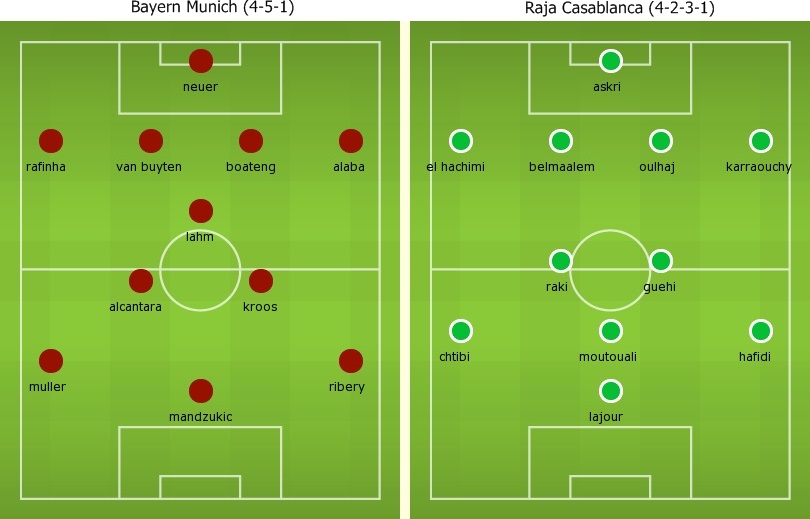 Bayern Munich (4-5-1)
neuer
rafinha van buyten boateng alaba
lahm
alcantara kroos
muller ribery
mandzukic
Raja Casablanca (4-2-3-1)
askri
el hachimi belmaalem oulhaj karraouchy
raki guehi
chtibi moutouali hafidi
lajour